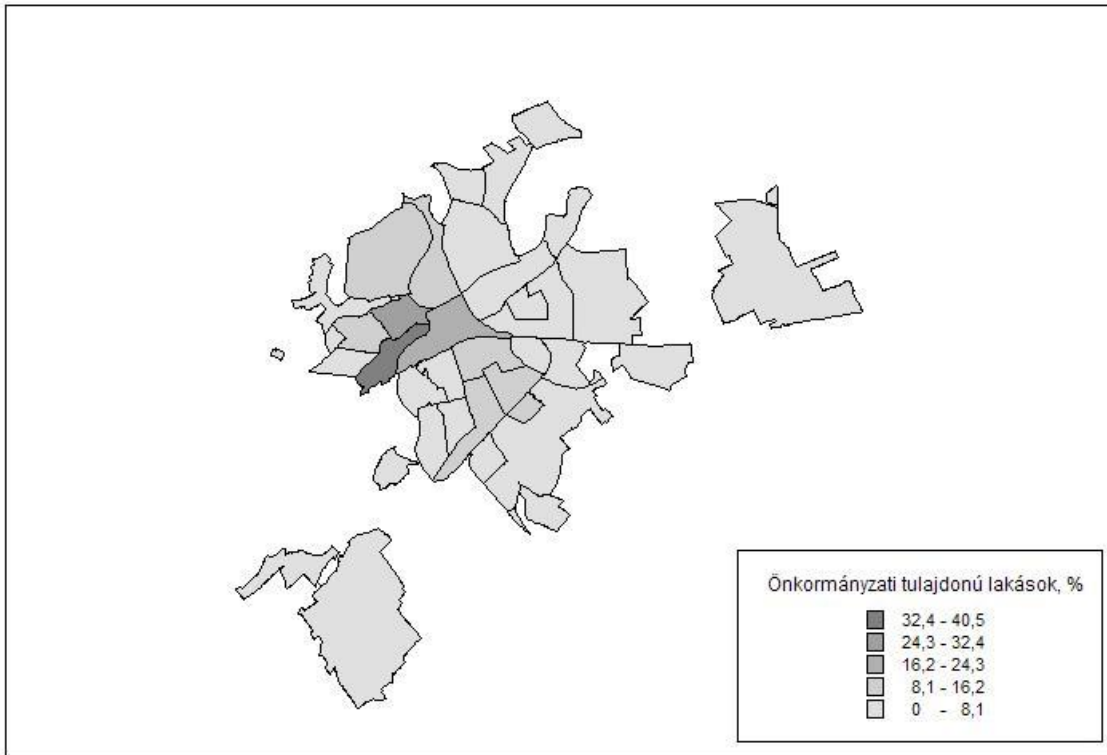 Önkormányzati tulajdonú lakások, %
32,4 - 40,5
24,3 - 32,4
16,2 - 24,3
8,1 - 16,2
0 - 8,1